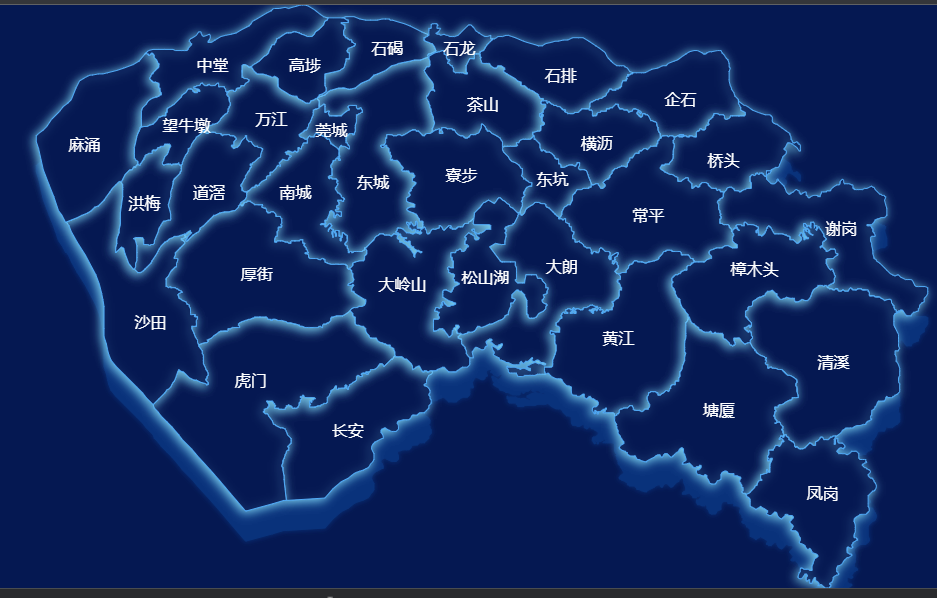 石碣
石龙
中堂
高埗
石排
企石
茶山
望牛墩
万江
莞城
麻涌
横沥
桥头
东城
寮步
东坑
道滘
南城
洪梅
常平
谢岗
厚街
大岭山
松山湖
大朗
樟木头
沙田
黄江
清溪
虎门
塘厦
长安
凤岗